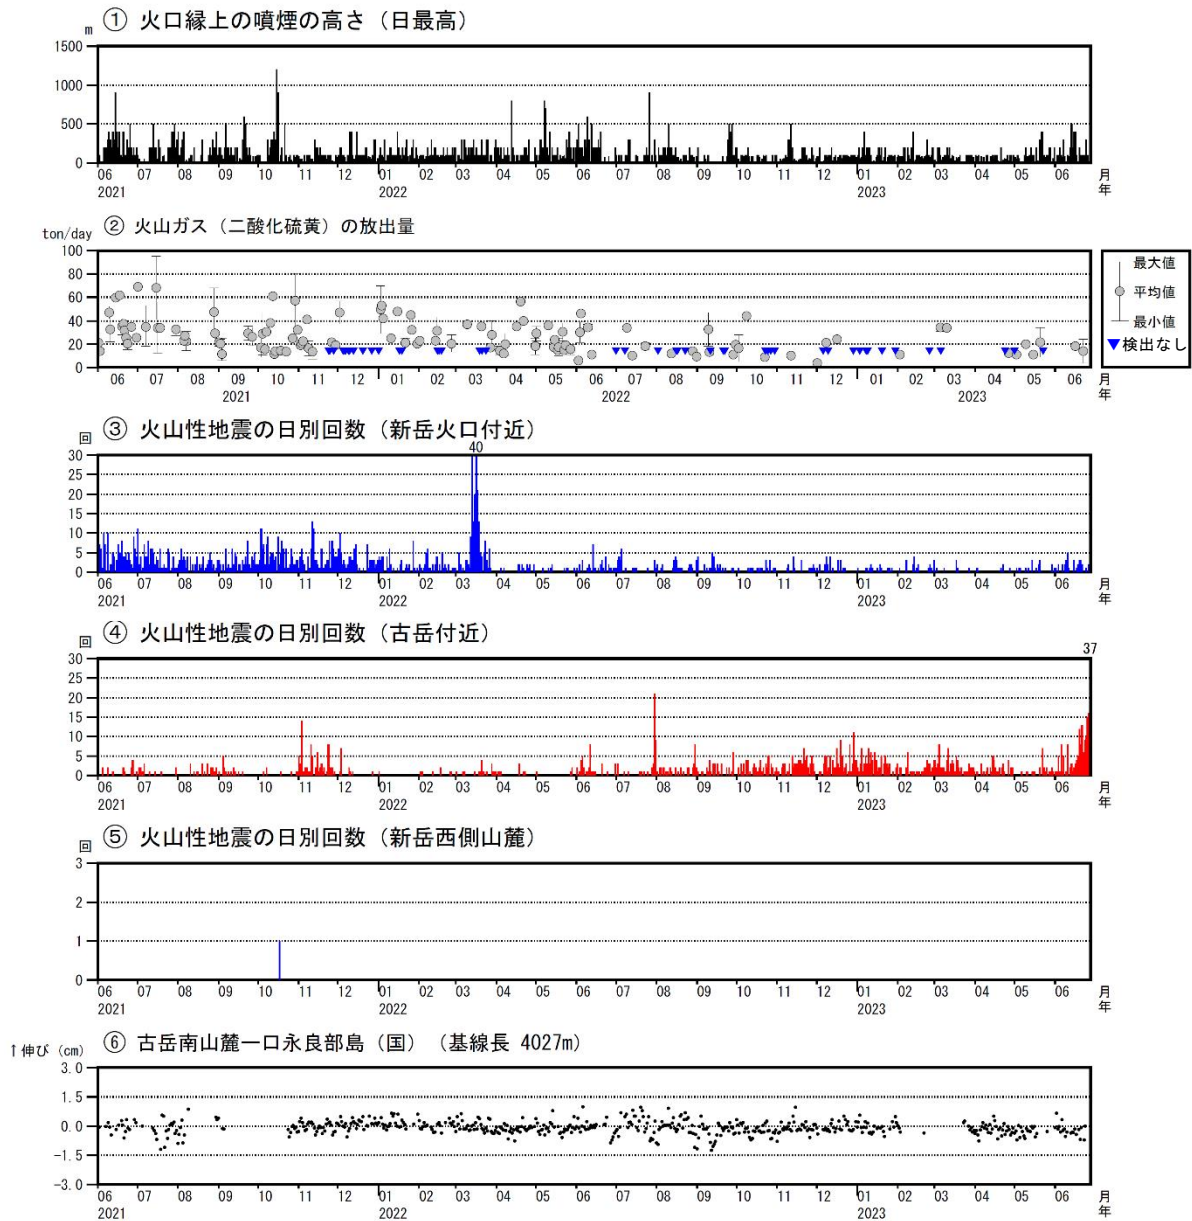 ① 火口縁上の噴煙の高さ（日最高）
m
1500
1000
500
0
06 07 08 09 10 11 12 01 02 03 04 05 06 07 08 09 10 11 12 01 02 03 04 05 06 月
2021 2022 2023 年
② 火山ガス（二酸化硫黄）の放出量
ton/day
100
80
60
40
20
0
最大値
平均値
最小値
▼検出なし
06 07 08 09 10 11 12 01 02 03 04 05 06 07 08 09 10 11 12 01 02 03 04 05 06 月
2021 2022 2023 年
③ 火山性地震の日別回数（新岳火口付近）
回
40
30
25
20
15
10
5
0
06 07 08 09 10 11 12 01 02 03 04 05 06 07 08 09 10 11 12 01 02 03 04 05 06 月
2021 2022 2023 年
④ 火山性地震の日別回数（古岳付近）
回
37
30
25
20
15
10
5
0
06 07 08 09 10 11 12 01 02 03 04 05 06 07 08 09 10 11 12 01 02 03 04 05 06 月
2021 2022 2023 年
⑤ 火山性地震の日別回数（新岳西側山麓）
回
3
2
1
0
06 07 08 09 10 11 12 01 02 03 04 05 06 07 08 09 10 11 12 01 02 03 04 05 06 月
2021 2022 2023 年
↑伸び（cm） ⑥ 古岳南山麓ー口永良部島（国）（基線長 4027m）
3.0
1.5
0.0
-1.5
-3.0
06 07 08 09 10 11 12 01 02 03 04 05 06 07 08 09 10 11 12 01 02 03 04 05 06 月
2021 2022 2023 年